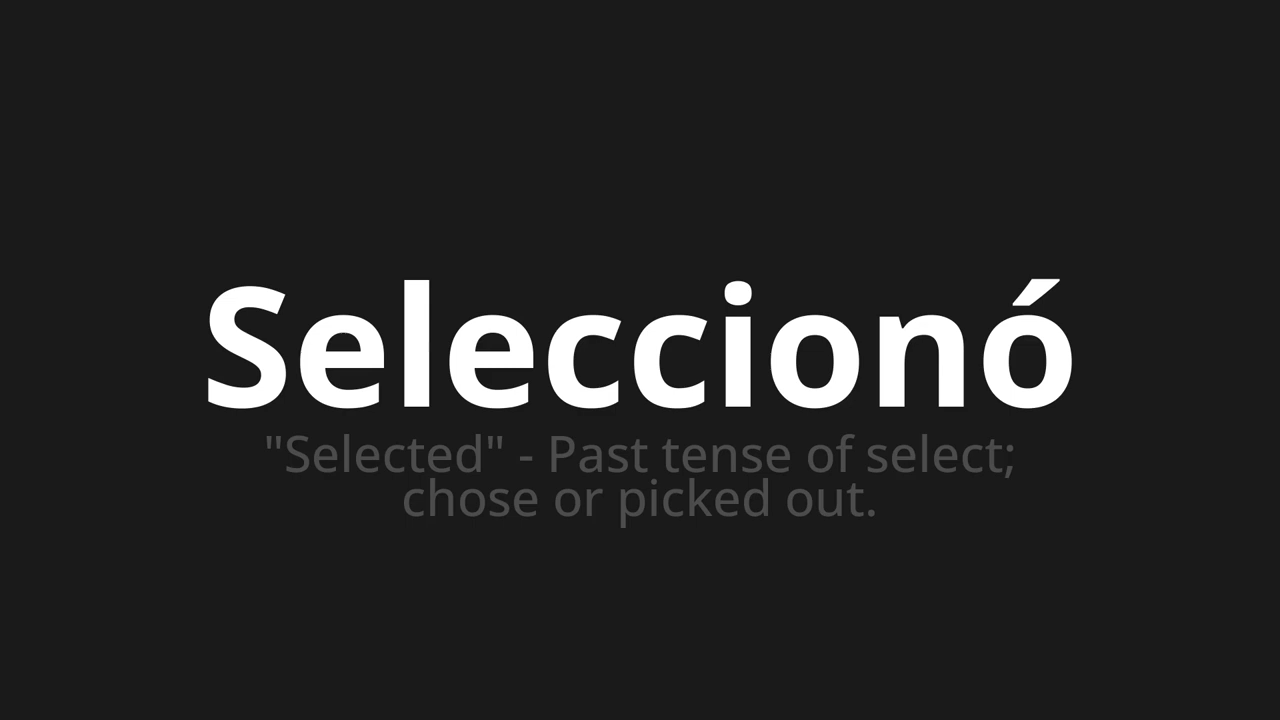 Seleccionó
"Selected" - Past tense of select;
chose or picked out.